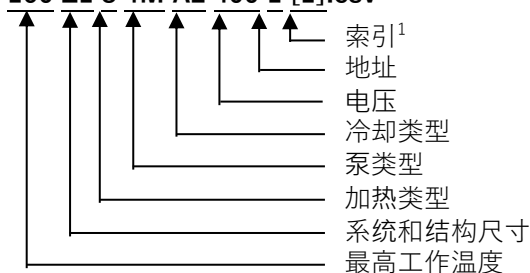 索引1
地址
电压
冷却类型
泵类型
加热类型
系统和结构尺寸
最高工作温度